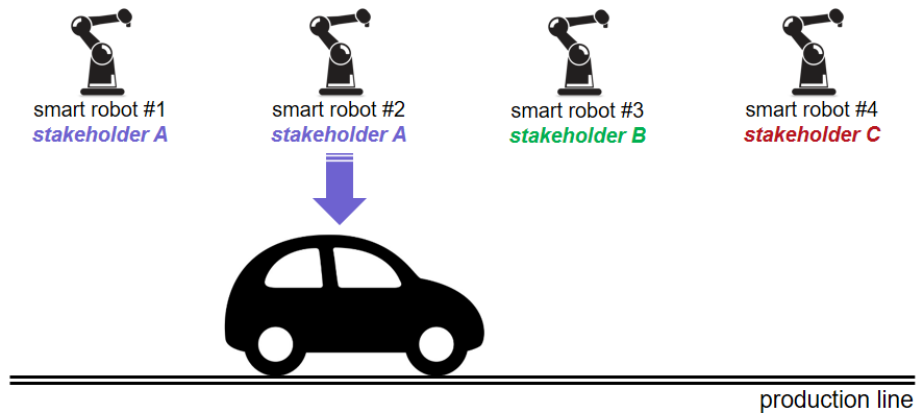 smart robot #1
stakeholder A
smart robot #2
stakeholder A
smart robot #3
stakeholder B
smart robot #4
stakeholder C
production line